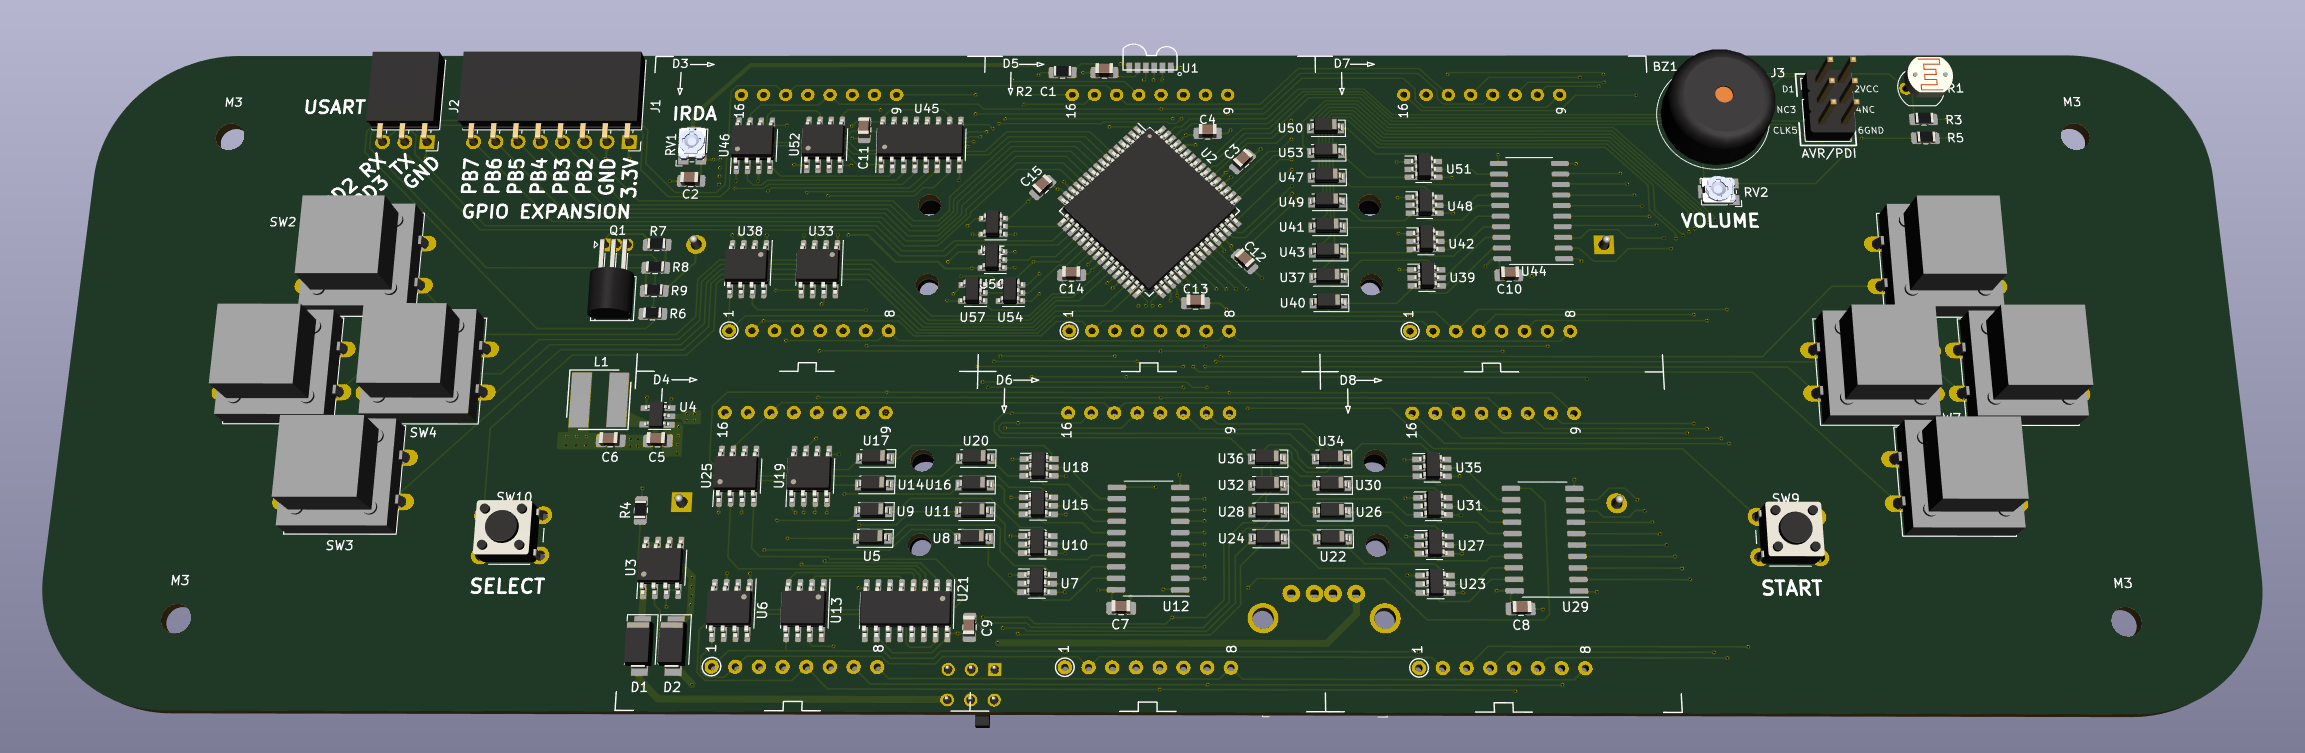 M3
USART
J2
J1
IRDA
D3
D5
D7
U1
R2 C1
BZ1
J3
D1
2VCC
NC3
4NC
CLK5
6GND
AVR/PDI
R1
R3
R5
M3
16
9
16
9
16
9
RV1
U46
U52
C11
U45
C4
U2
C3
C15
C2
U50
U53
U47
U49
U41
U43
U37
U40
U51
U48
U42
U39
U44
C10
RV2
VOLUME
D2 RX
D3 TX
GND
PB7
PB6
PB5
PB4
PB3
PB2
GND
3.3V
GPIO EXPANSION
SW2
Q1
R7
R8
R9
R6
U38
U33
U57
U54
C14
C12
C13
1
8
1
8
1
8
L1
D4
D6
D8
U4
C6
C5
SW4
SW3
16
9
16
9
16
9
U25
U19
U17
U20
U14
U16
U9
U11
U5
U8
U18
U15
U10
U7
U12
C7
U36
U34
U32
U30
U28
U26
U24
U22
U35
U31
U27
U23
U29
C8
SW10
SELECT
R4
U3
U6
U13
U21
C9
D1
D2
1
8
1
8
1
8
SW9
START
M3
M3